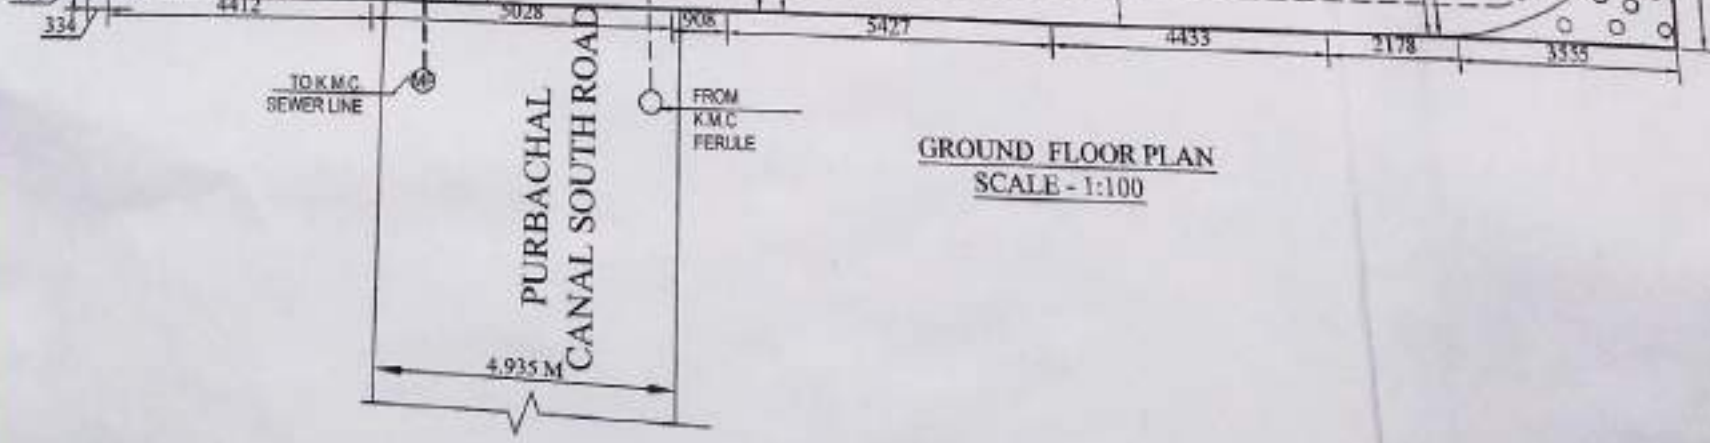 4412
5028
908
5427
4433
2178
3555
334
TO K.M.C.
SEWER LINE
FROM
K.M.C
FERULE
PURBACHAL
CANAL SOUTH ROAD
GROUND FLOOR PLAN
SCALE - 1:100
4.935 M